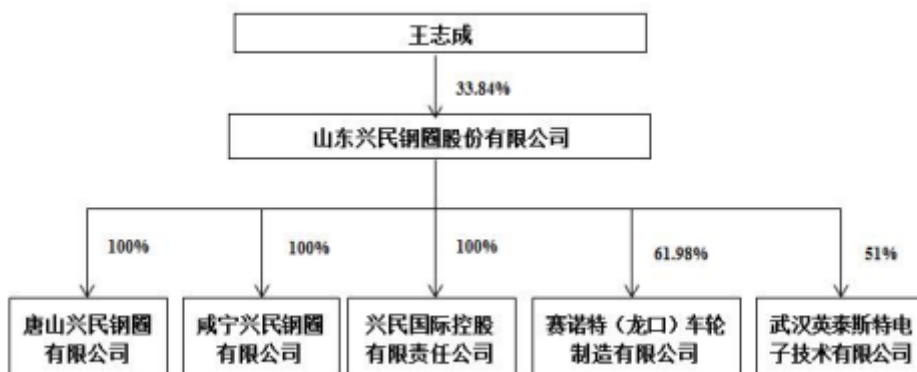 王志成
33.84%
山东兴民钢圈股份有限公司
100%
100%
100%
61.98%
51%
唐山兴民钢圈
有限公司
咸宁兴民钢圈
有限公司
兴民国际控股
有限责任公司
赛诺特（龙口）车轮
制造有限公司
武汉英泰斯特电
子技术有限公司